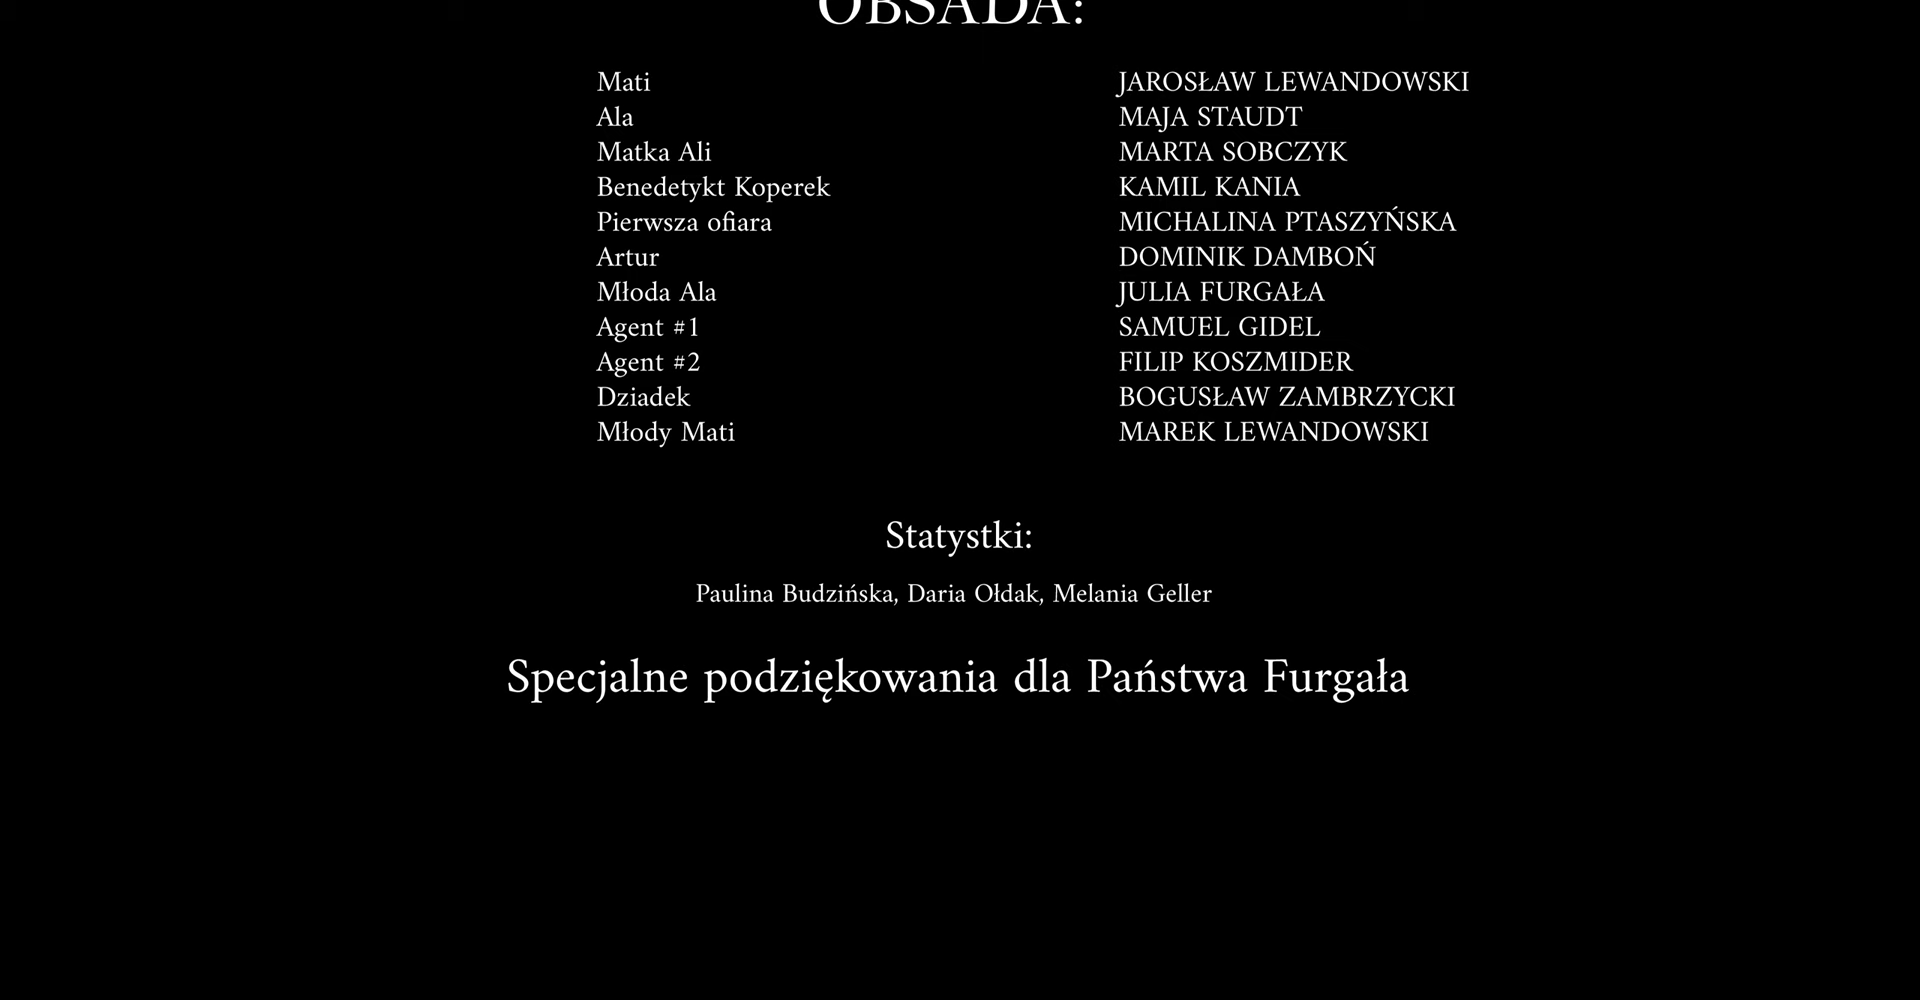 OBSADA:
Mati JAROSŁAW LEWANDOWSKI
Ala MAJA STAUDT
Matka Ali MARTA SOBCZYK
Benedetykt Koperek KAMIL KANIA
Pierwsza ofiara MICHALINA PTASZYŃSKA
Artur DOMINIK DAMBOŃ
Młoda Ala JULIA FURGAŁA
Agent #1 SAMUEL GIDEL
Agent #2 FILIP KOSZMIDER
Dziadek BOGUSŁAW ZAMBRZYCKI
Młody Mati MAREK LEWANDOWSKI
Statystki:
Paulina Budzińska, Daria Ołdak, Melania Geller
Specjalne podziękowania dla Państwa Furgała